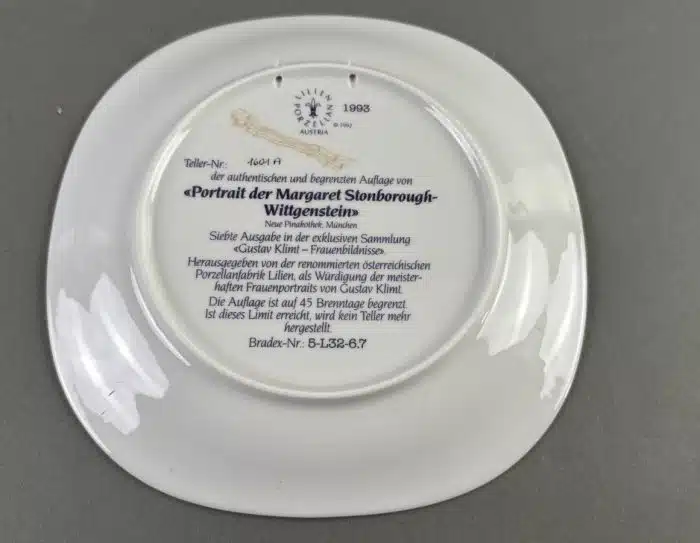 LILIEN PORZELLAN
AUSTRIA
1993
© 1992
Teller-Nr.: 1601 A
der authentischen und begrenzten Auflage von
«Portrait der Margaret Stonborough-
Wittgenstein»
Neue Pinakothek, München
Siebte Ausgabe in der exklusiven Sammlung
«Gustav Klimt – Frauenbildnisse».
Herausgegeben von der renommierten österreichischen
Porzellanfabrik Lilien, als Würdigung der meister-
haften Frauenportraits von Gustav Klimt.
Die Auflage ist auf 45 Brenntage begrenzt.
Ist dieses Limit erreicht, wird kein Teller mehr
hergestellt.
Bradex-Nr.: 5-L32-6.7